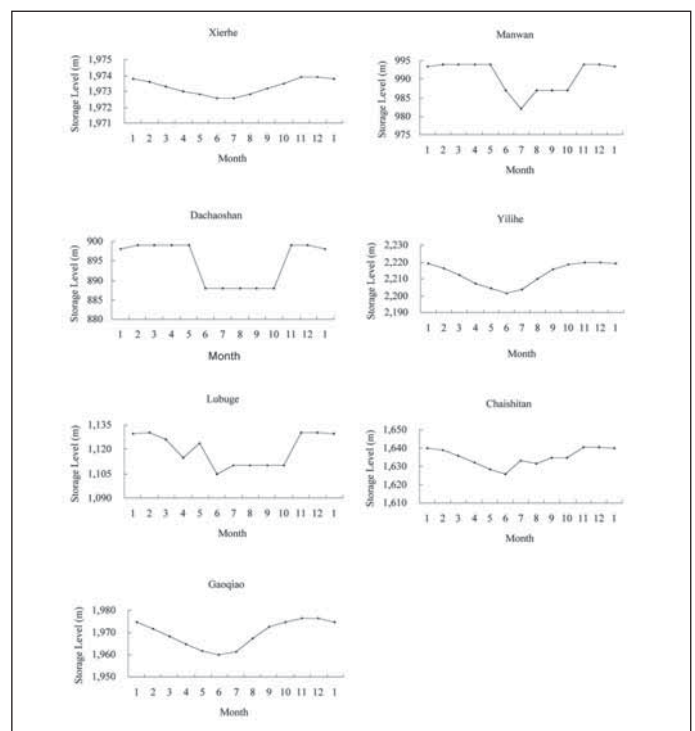 Xierhe
Storage Level (m)
1,975
1,974
1,973
1,972
1,971
1 2 3 4 5 6 7 8 9 10 11 12 1
Month
Manwan
Storage Level (m)
995
990
985
980
975
1 2 3 4 5 6 7 8 9 10 11 12 1
Month
Dachaoshan
Storage Level (m)
900
895
890
885
880
1 2 3 4 5 6 7 8 9 10 11 12 1
Month
Yilihe
Storage Level (m)
2,230
2,220
2,210
2,200
2,190
1 2 3 4 5 6 7 8 9 10 11 12 1
Month
Lubuge
Storage Level (m)
1,135
1,120
1,105
1,090
1 2 3 4 5 6 7 8 9 10 11 12 1
Month
Chaishitan
Storage Level (m)
1,650
1,640
1,630
1,620
1,610
1 2 3 4 5 6 7 8 9 10 11 12 1
Month
Gaoqiao
Storage Level (m)
1,980
1,970
1,960
1,950
1 2 3 4 5 6 7 8 9 10 11 12 1
Month